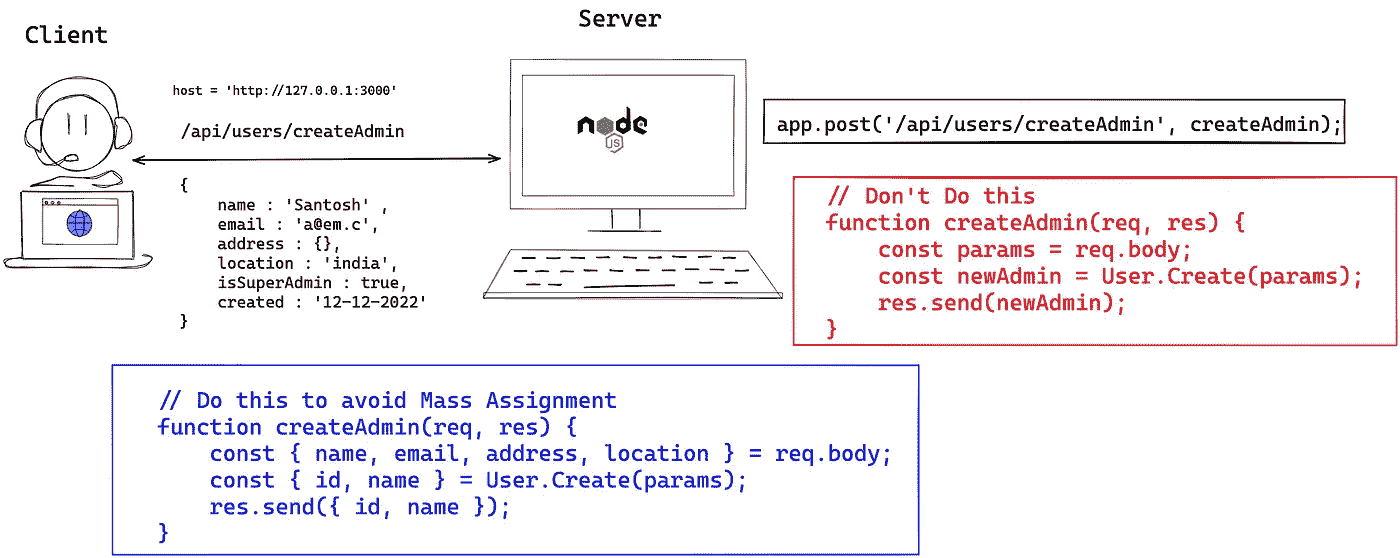 Client
Server
host = 'http://127.0.0.1:3000'
/api/users/createAdmin
{
name : 'Santosh' ,
email : 'a@em.c',
address : {},
location : 'india',
isSuperAdmin : true,
created : '12-12-2022'
}
node
JS
app.post('/api/users/createAdmin', createAdmin);
// Don't Do this
function createAdmin(req, res) {
const params = req.body;
const newAdmin = User.Create(params);
res.send(newAdmin);
}
// Do this to avoid Mass Assignment
function createAdmin(req, res) {
const { name, email, address, location } = req.body;
const { id, name } = User.Create(params);
res.send({ id, name });
}